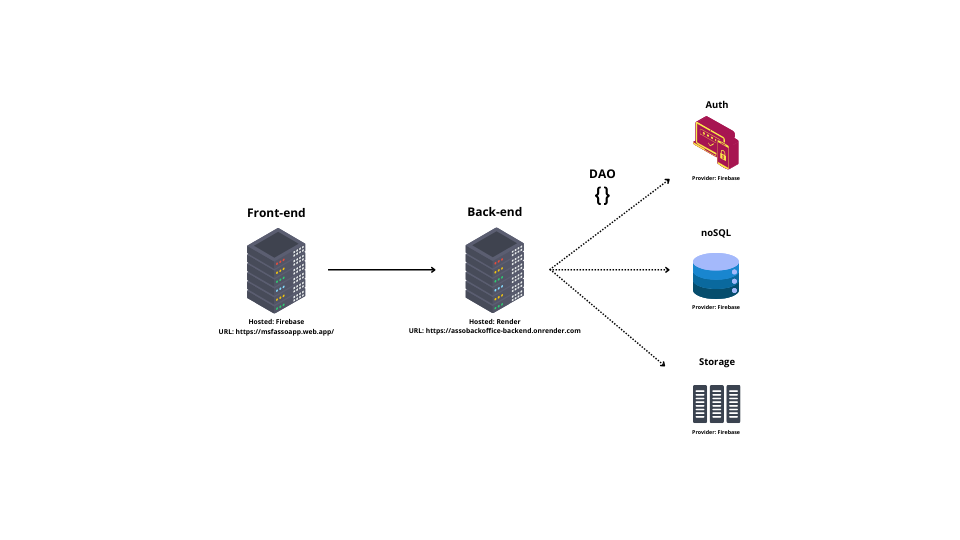 Front-end
Hosted: Firebase
URL: https://msfassoapp.web.app/
Back-end
Hosted: Render
URL: https://assobackoffice-backend.onrender.com
DAO
{}
Auth
Provider: Firebase
noSQL
Provider: Firebase
Storage
Provider: Firebase